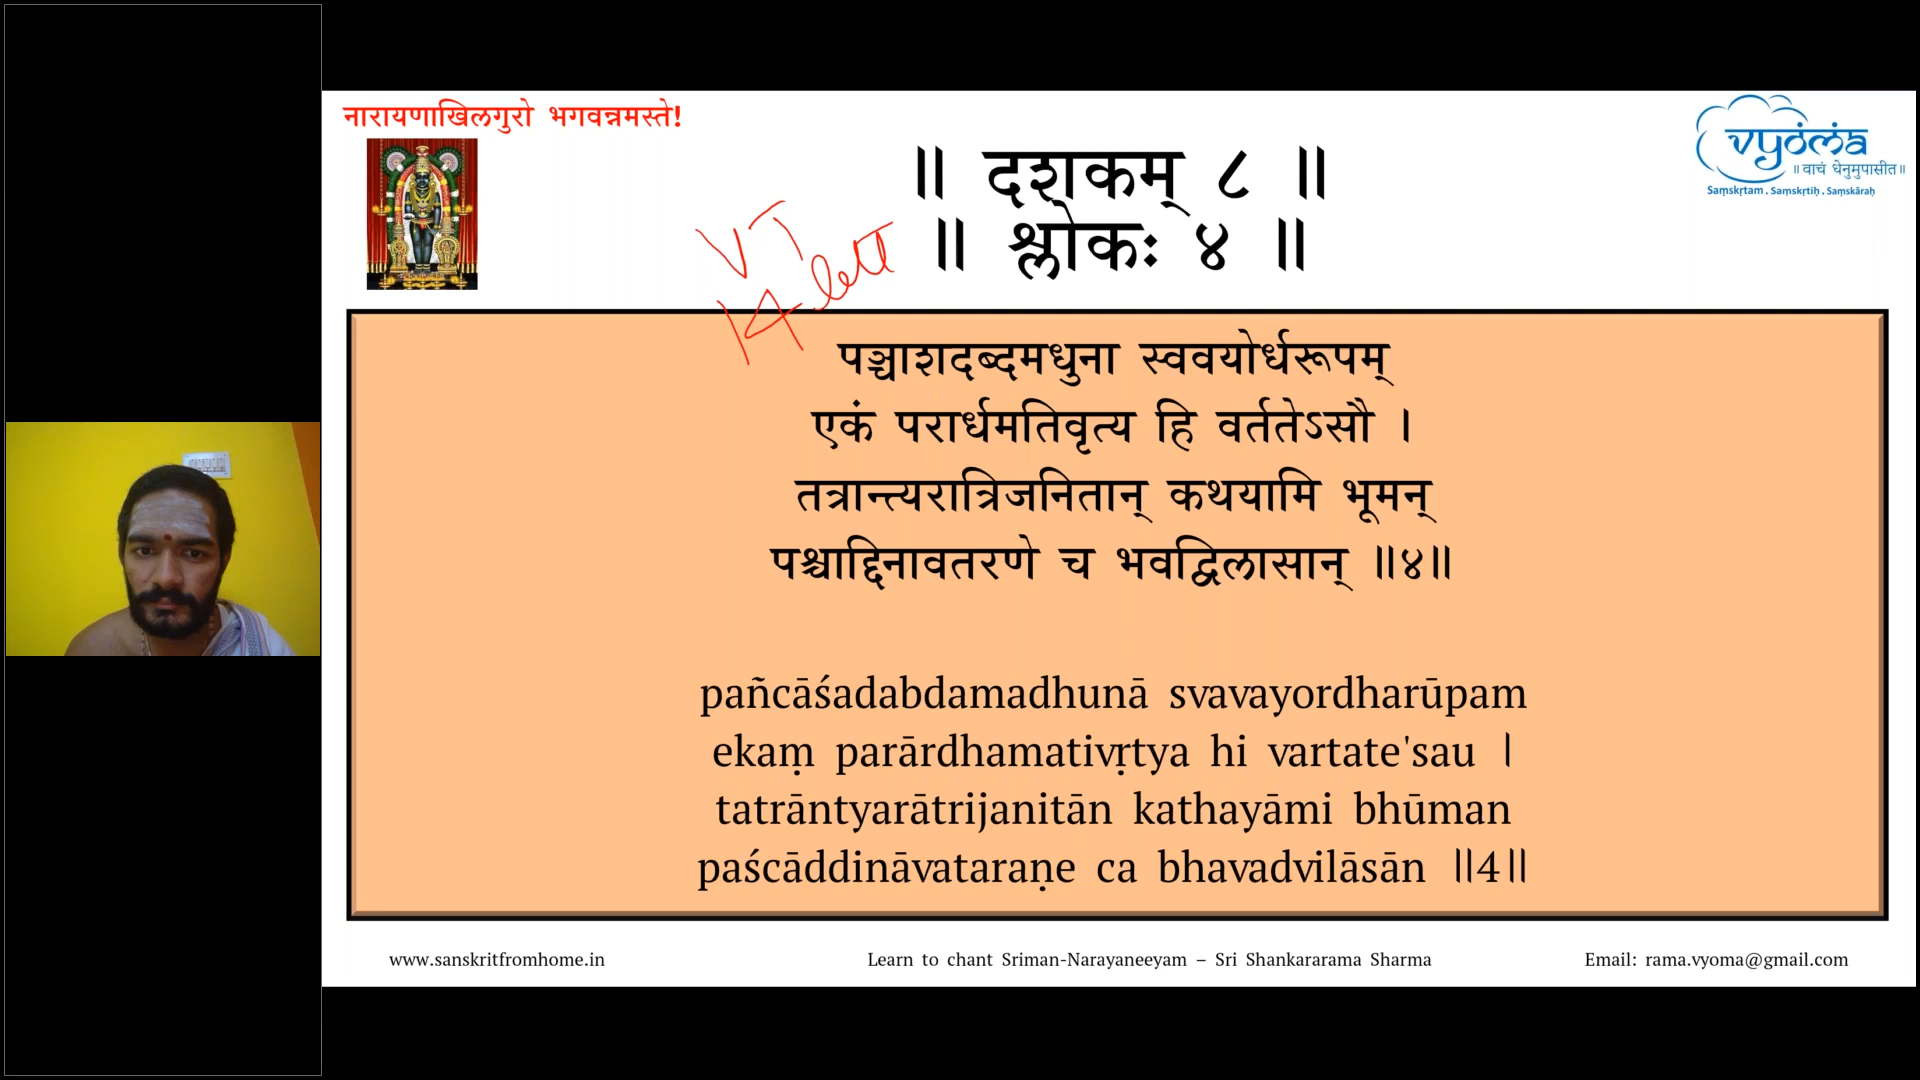 नारायणाखिलगुरो भगवन्नमस्ते!
vyoma
॥ वाचं धेनुमुपासीत॥
Saṃskṛtam . Saṃskṛtiḥ . Saṃskāraḥ
॥ दशकम् ८ ॥
॥ श्लोकः ४ ॥
VT
14 lett
पञ्चाशदब्दमधुना स्ववयोर्धरूपम्
एकं परार्धमतिवृत्य हि वर्ततेऽसौ ।
तत्रान्त्यरात्रिजनितान् कथयामि भूमन्
पश्चाद्दिनावतरणे च भवद्विलासान् ॥४॥
pañcāśadabdamadhunā svavayordharūpam
ekaṃ parārdhamativṛtya hi vartate'sau ।
tatrāntyarātrijanitān kathayāmi bhūman
paścāddināvataraṇe ca bhavadvilāsān ॥4॥
www.sanskritfromhome.in
Learn to chant Sriman-Narayaneeyam – Sri Shankararama Sharma
Email: rama.vyoma@gmail.com